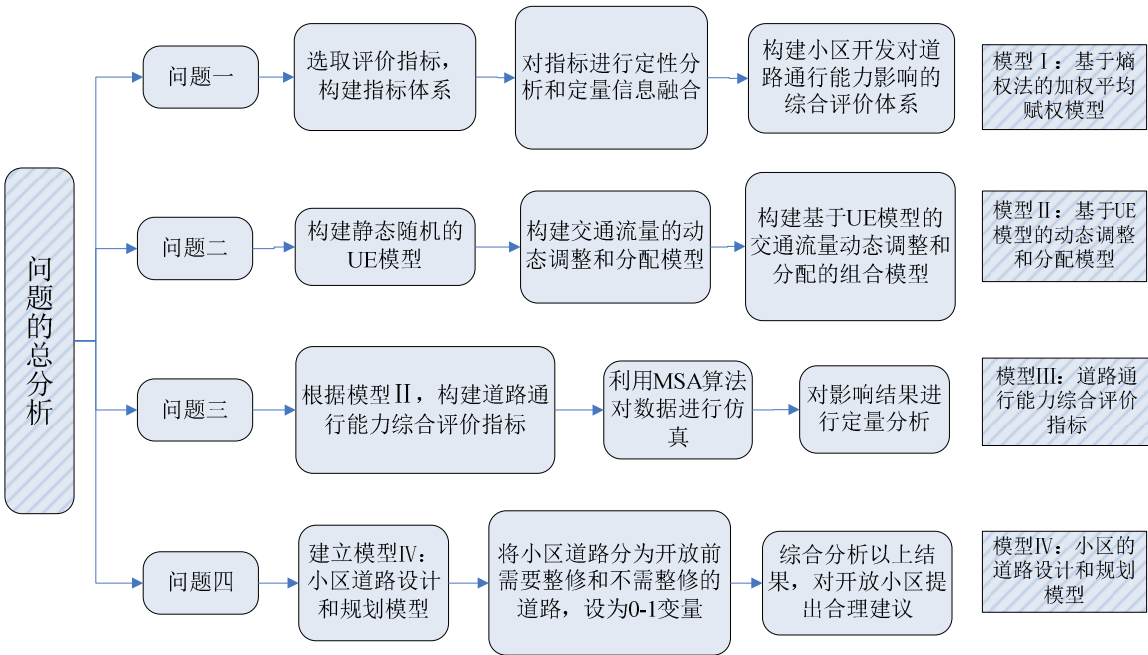 问题的总分析
问题一
选取评价指标，
构建指标体系
对指标进行定性分
析和定量信息融合
构建小区开发对道
路通行能力影响的
综合评价体系
模型Ⅰ：基于熵
权法的加权平均
赋权模型
问题二
构建静态随机的
UE模型
构建交通流量的动
态调整和分配模型
构建基于UE模型的
交通流量动态调整和
分配的组合模型
模型Ⅱ：基于UE
模型的动态调整
和分配模型
问题三
根据模型Ⅱ，构建道路通
行能力综合评价指标
利用MSA算法
对数据进行仿
真
对影响结果进
行定量分析
模型III：道路通
行能力综合评价
指标
问题四
建立模型Ⅳ：
小区道路设计
和规划模型
将小区道路分为开放前
需要整修和不需整修的
道路，设为0-1变量
综合分析以上结
果，对开放小区提
出合理建议
模型Ⅳ：小区的
道路设计和规划
模型